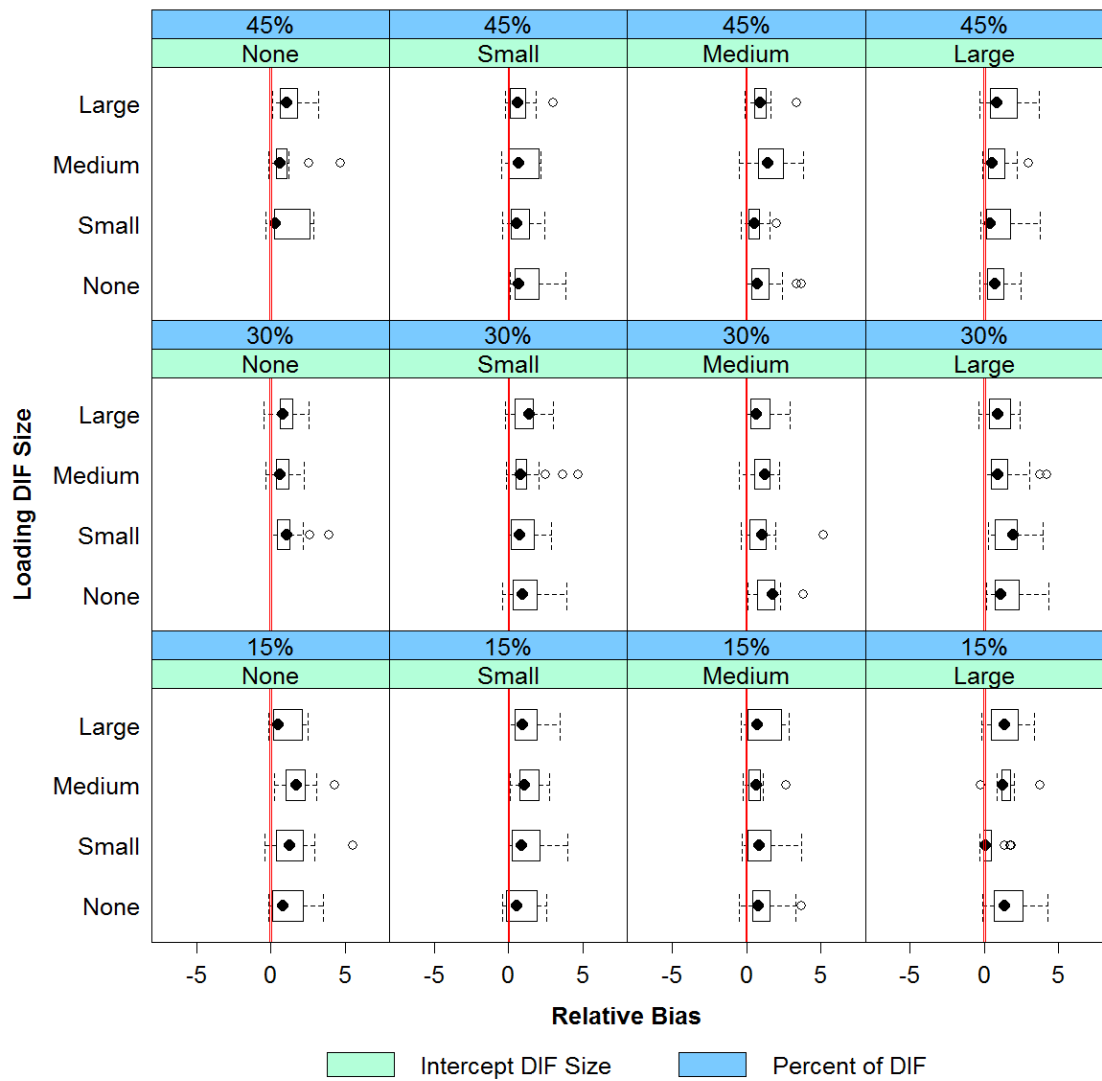 45% 45% 45% 45%
None Small Medium Large
Large
Medium
Small
None
30% 30% 30% 30%
None Small Medium Large
Large
Medium
Small
None
15% 15% 15% 15%
None Small Medium Large
Large
Medium
Small
None
Loading DIF Size
-5 0 5 -5 0 5 -5 0 5 -5 0 5
Relative Bias
Intercept DIF Size Percent of DIF